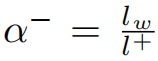 α⁻ = l_w / l⁺